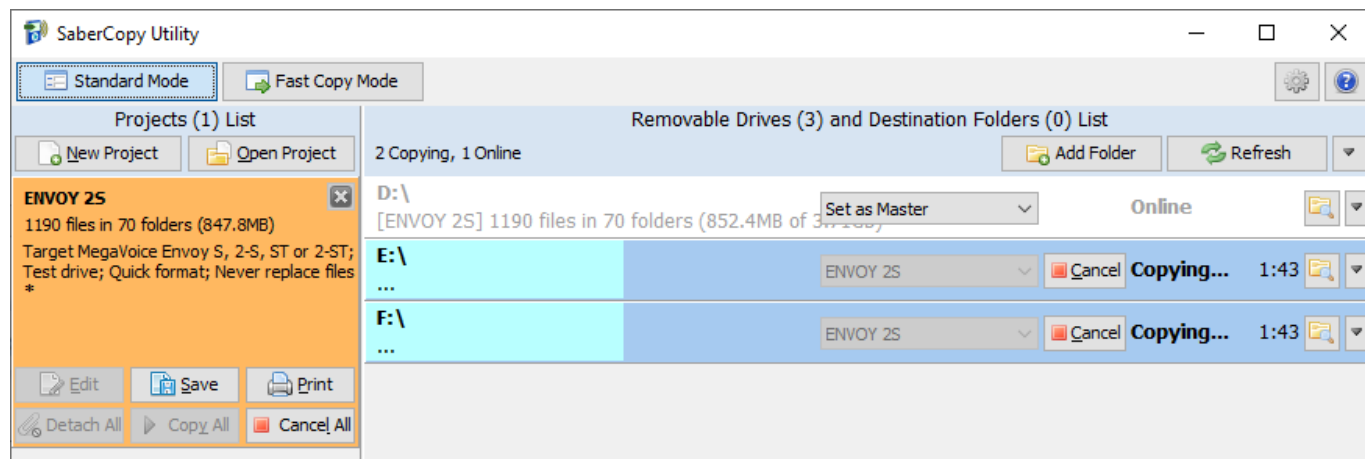 SaberCopy Utility
Standard Mode
Fast Copy Mode
Projects (1) List
New Project
Open Project
ENVOY 2S
1190 files in 70 folders (847.8MB)
Target MegaVoice Envoy S, 2-S, ST or 2-ST;
Test drive; Quick format; Never replace files
*
Edit
Save
Print
Detach All
Copy All
Cancel All
Removable Drives (3) and Destination Folders (0) List
2 Copying, 1 Online
Add Folder
Refresh
D:\
[ENVOY 2S] 1190 files in 70 folders (852.4MB of 3.71GB)
Set as Master
Online
E:\
...
ENVOY 2S
Cancel
Copying...
1:43
F:\
...
ENVOY 2S
Cancel
Copying...
1:43